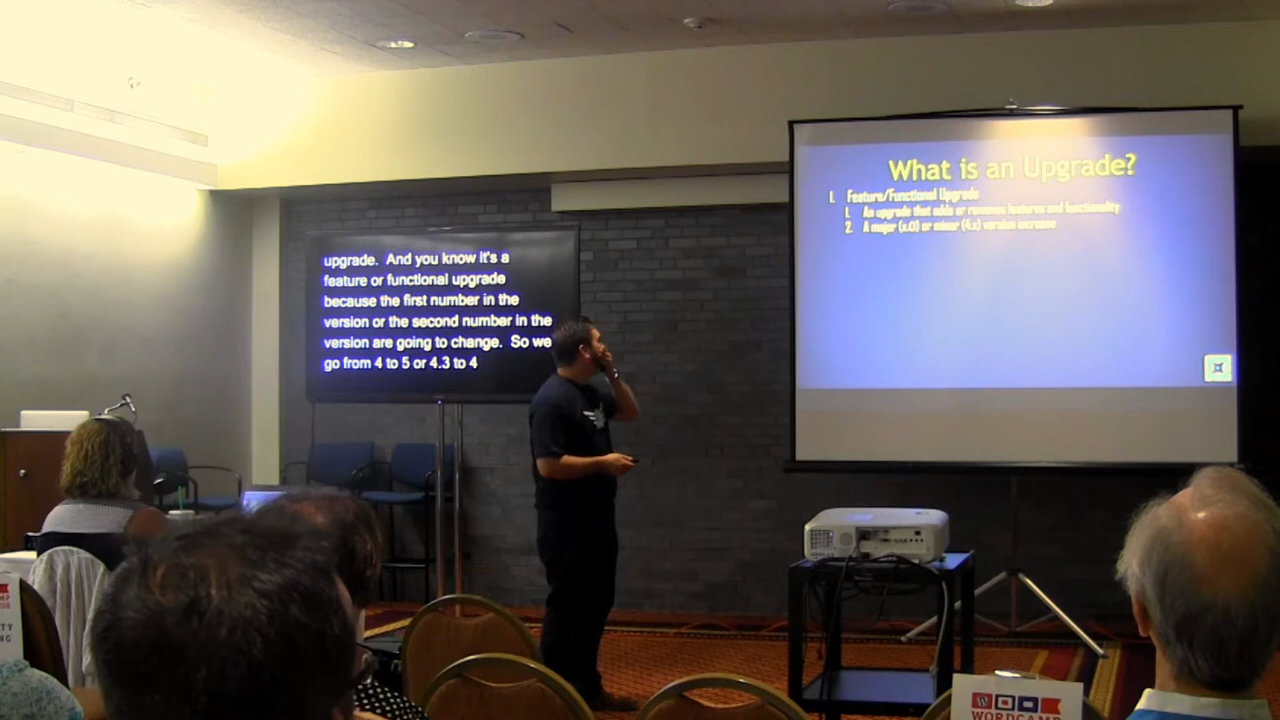 upgrade. And you know it's a
feature or functional upgrade
because the first number in the
version or the second number in the
version are going to change. So we
go from 4 to 5 or 4.3 to 4
What is an Upgrade?
I. Feature/Functional Upgrade
1. An upgrade that adds or removes features and functionality
2. A major (x.0) or minor (4.x) version increase
WORDCAMP